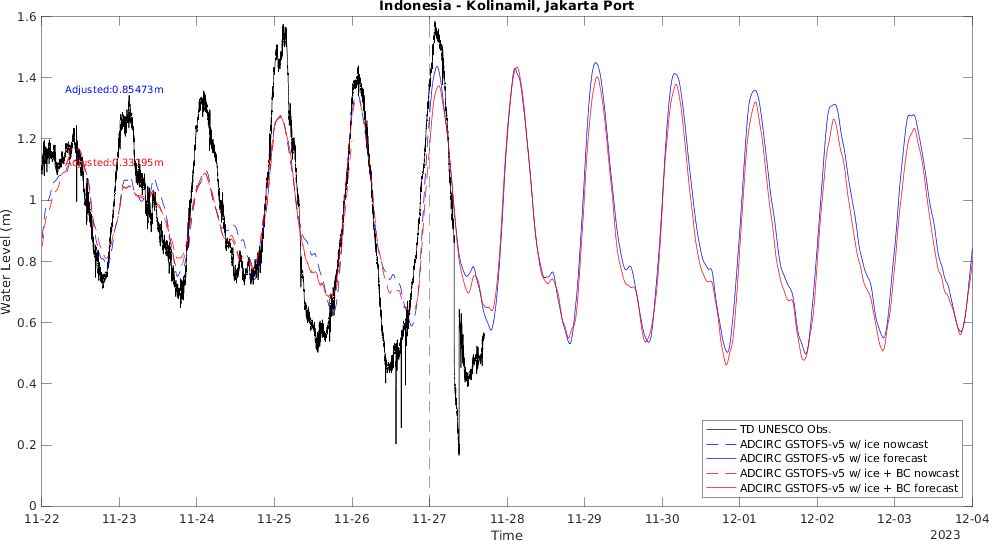 Indonesia - Kolinamil, Jakarta Port
1.6
1.4
1.2
1
0.8
0.6
0.4
0.2
0
Water Level (m)
Adjusted:0.85473m
TD UNESCO Obs.
ADCIRC GSTOFS-v5 w/ ice nowcast
ADCIRC GSTOFS-v5 w/ ice forecast
ADCIRC GSTOFS-v5 w/ ice + BC nowcast
ADCIRC GSTOFS-v5 w/ ice + BC forecast
11-22 11-23 11-24 11-25 11-26 11-27 11-28 11-29 11-30 12-01 12-02 12-03 12-04
Time
2023